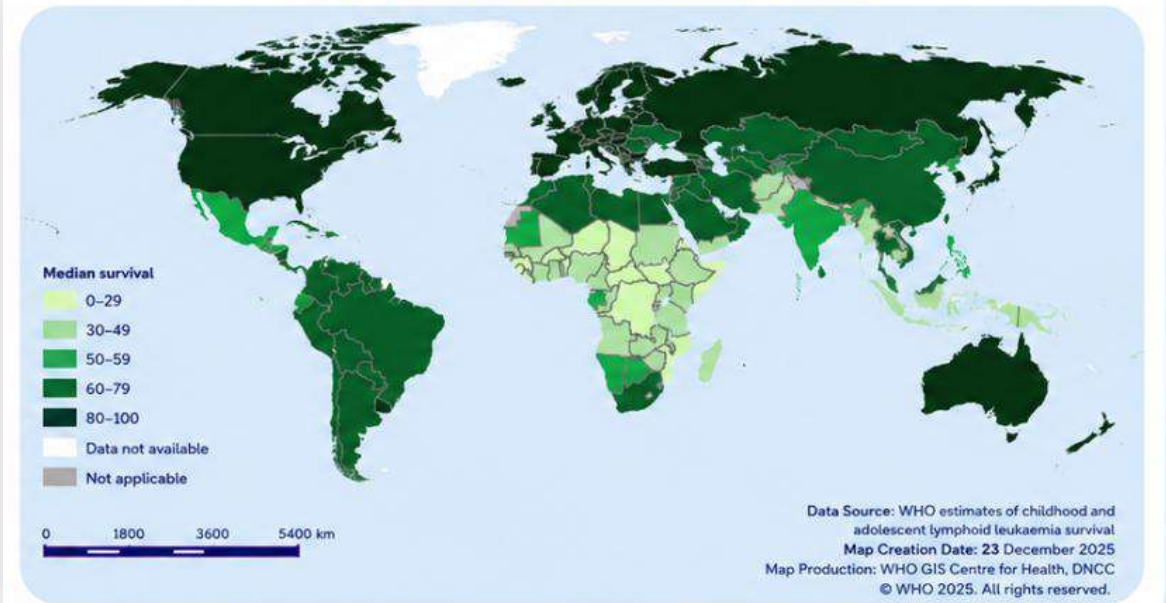 Median survival
0–29
30–49
50–59
60–79
80–100
Data not available
Not applicable
0 1800 3600 5400 km
Data Source: WHO estimates of childhood and
adolescent lymphoid leukaemia survival
Map Creation Date: 23 December 2025
Map Production: WHO GIS Centre for Health, DNCC
© WHO 2025. All rights reserved.